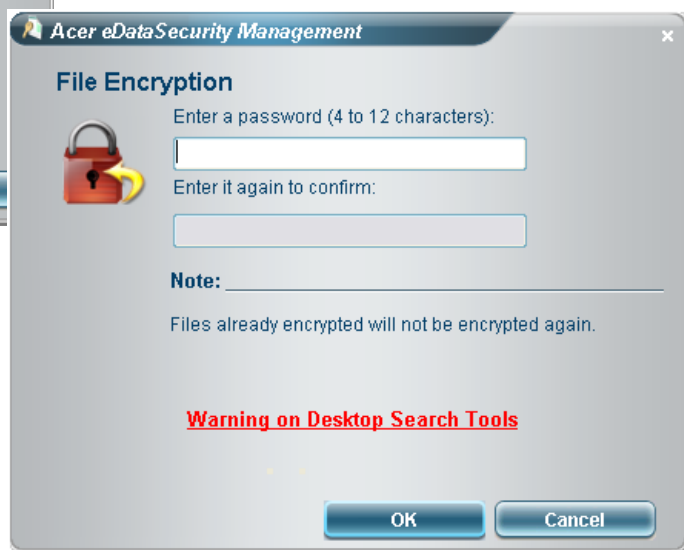 Acer eDataSecurity Management
File Encryption
Enter a password (4 to 12 characters):
Enter it again to confirm:
Note:
Files already encrypted will not be encrypted again.
Warning on Desktop Search Tools
OK
Cancel